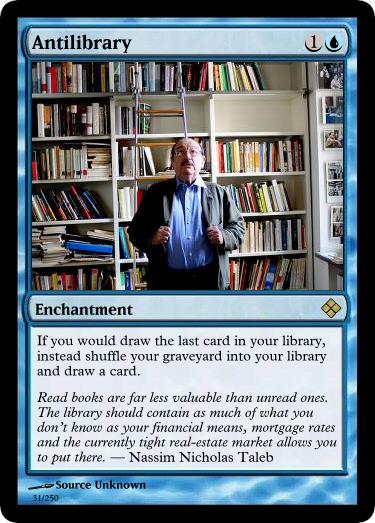 Antilibrary 1
Enchantment
If you would draw the last card in your library,
instead shuffle your graveyard into your library
and draw a card.
Read books are far less valuable than unread ones.
The library should contain as much of what you
don't know as your financial means, mortgage rates
and the currently tight real-estate market allows you
to put there. — Nassim Nicholas Taleb
Source Unknown
31/250